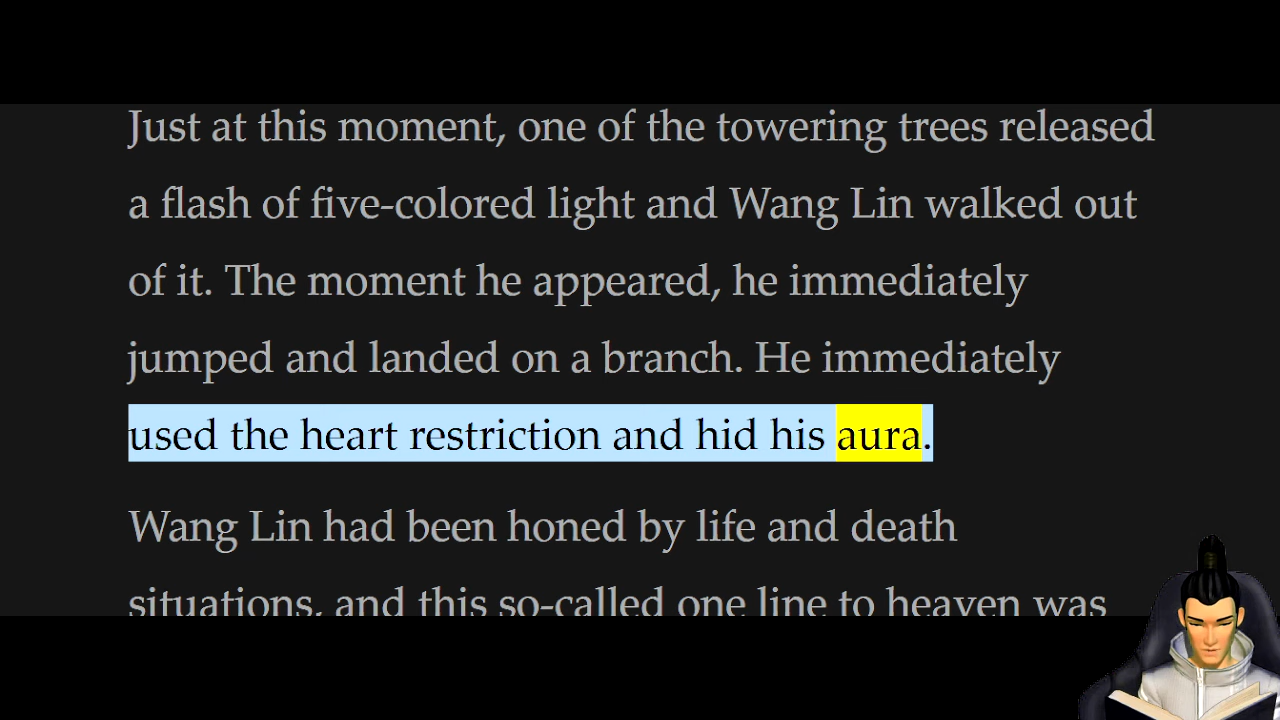 Just at this moment, one of the towering trees released
a flash of five-colored light and Wang Lin walked out
of it. The moment he appeared, he immediately
jumped and landed on a branch. He immediately
used the heart restriction and hid his aura.
Wang Lin had been honed by life and death
situations, and this so-called one line to heaven was